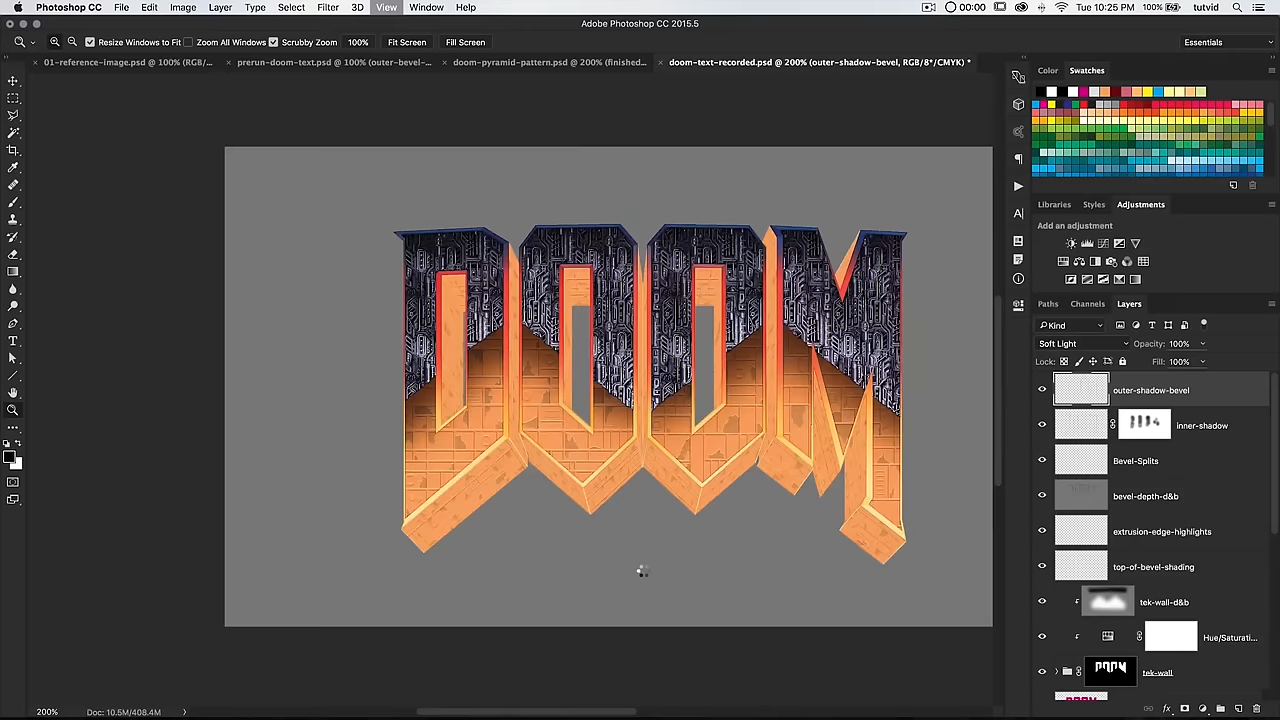 Photoshop CC File Edit Image Layer Type Select Filter 3D View Window Help 00:00 100% Tue 10:25 PM tutvid
Adobe Photoshop CC 2015.5
Resize Windows to Fit Zoom All Windows Scrubby Zoom 100% Fit Screen Fill Screen Essentials
01-reference-image.psd @ 100% (RGB/... prerun-doom-text.psd @ 100% (outer-bevel-... doom-pyramid-pattern.psd @ 200% (finished... doom-text-recorded.psd @ 200% (outer-shadow-bevel, RGB/8*/CMYK) *
Color Swatches
Libraries Styles Adjustments
Add an adjustment
Paths Channels Layers
Kind
Soft Light Opacity: 100%
Lock: Fill: 100%
DOOM
outer-shadow-bevel
inner-shadow
Bevel-Splits
bevel-depth-d&b
extrusion-edge-highlights
top-of-bevel-shading
tek-wall-d&b
Hue/Saturati...
tek-wall
200% Doc: 10.5M/408.4M